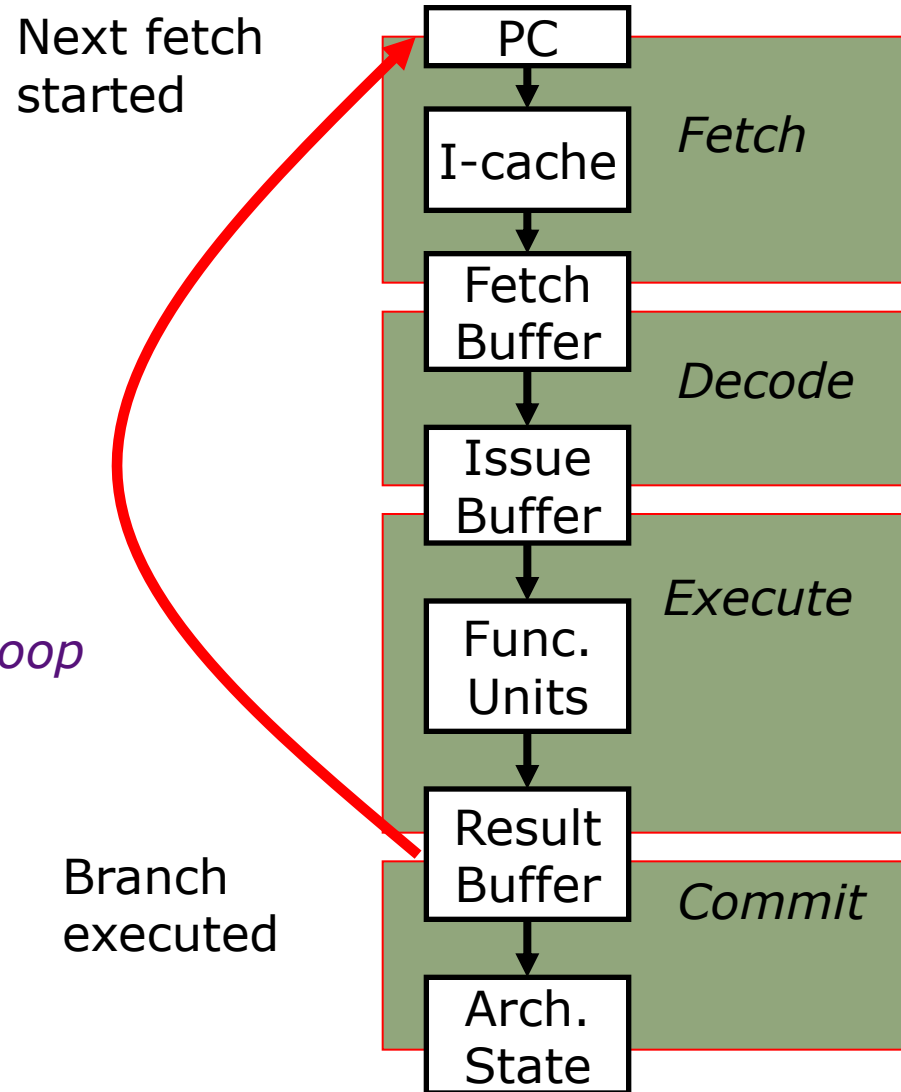 Next fetch
started
PC
I-cache
Fetch
Fetch
Buffer
Decode
Issue
Buffer
Execute
Func.
Units
oop
Result
Buffer
Branch
executed
Commit
Arch.
State